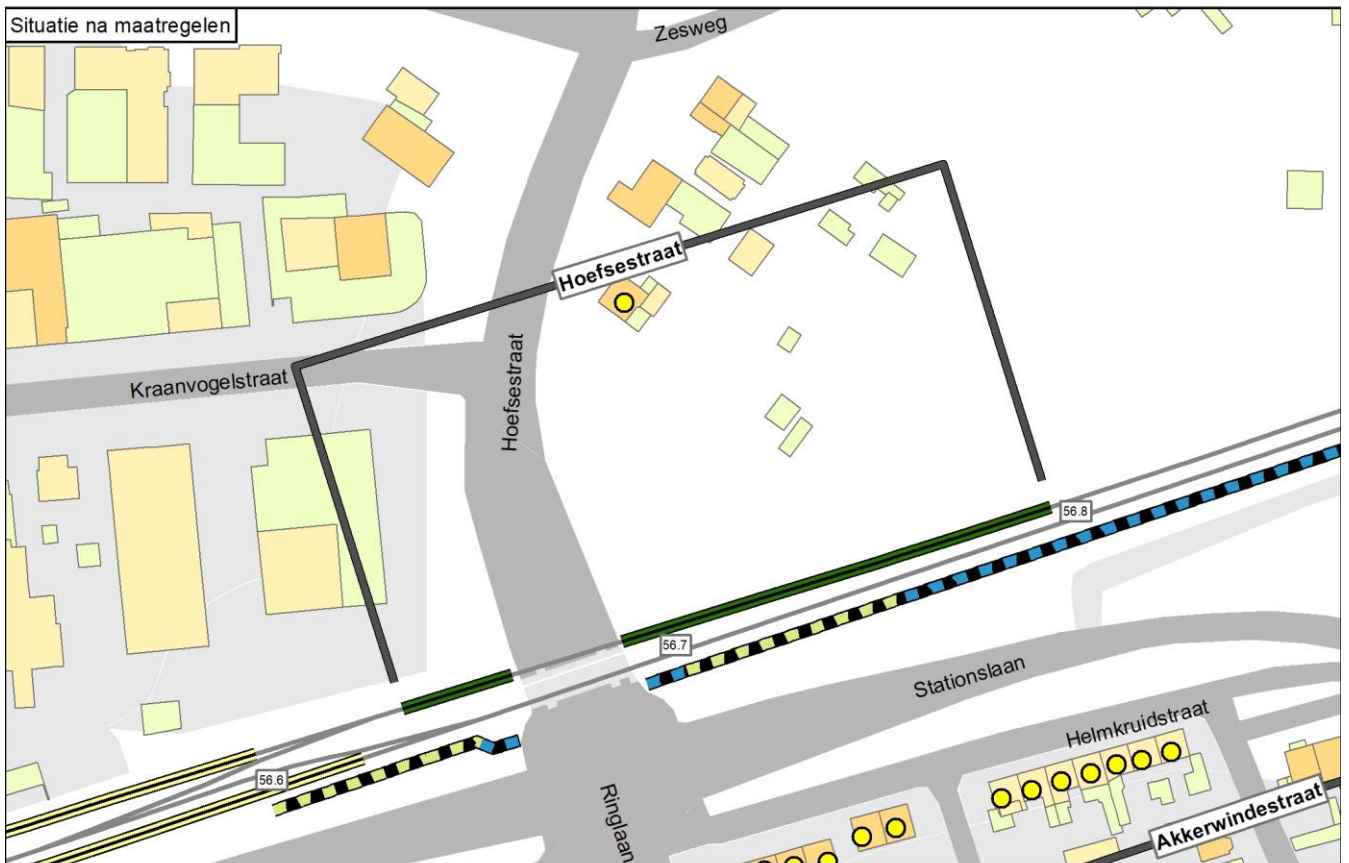 Situatie na maatregelen
Zesweg
Hoefsestraat
Kraanvogelstraat
Hoefsestraat
56.8
56.7
Stationslaan
Helmkruidstraat
56.6
Ringlaan
Akkerwindestraat